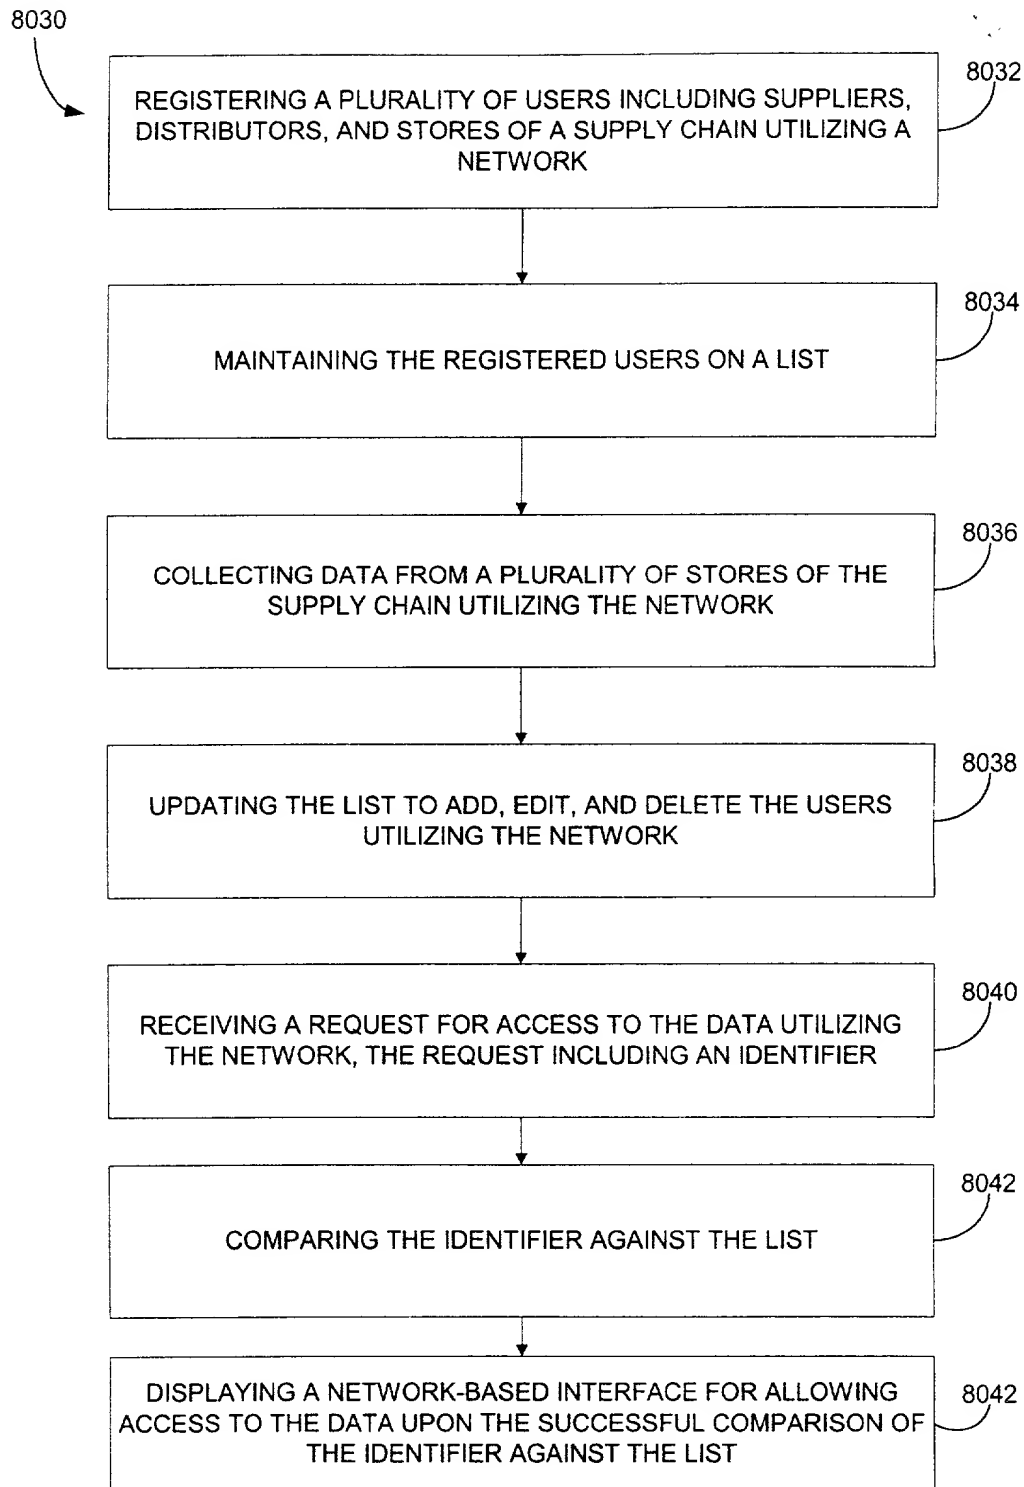 8030
8032
REGISTERING A PLURALITY OF USERS INCLUDING SUPPLIERS,
DISTRIBUTORS, AND STORES OF A SUPPLY CHAIN UTILIZING A
NETWORK
8034
MAINTAINING THE REGISTERED USERS ON A LIST
8036
COLLECTING DATA FROM A PLURALITY OF STORES OF THE
SUPPLY CHAIN UTILIZING THE NETWORK
8038
UPDATING THE LIST TO ADD, EDIT, AND DELETE THE USERS
UTILIZING THE NETWORK
8040
RECEIVING A REQUEST FOR ACCESS TO THE DATA UTILIZING
THE NETWORK, THE REQUEST INCLUDING AN IDENTIFIER
8042
COMPARING THE IDENTIFIER AGAINST THE LIST
8042
DISPLAYING A NETWORK-BASED INTERFACE FOR ALLOWING
ACCESS TO THE DATA UPON THE SUCCESSFUL COMPARISON OF
THE IDENTIFIER AGAINST THE LIST